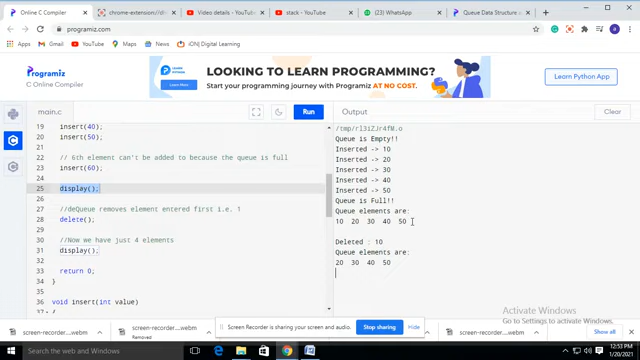 Online C Compiler
chrome-extension://dfa
Video details - YouTube
stack - YouTube
(23) WhatsApp
Queue Data Structure
programiz.com
Gmail
YouTube
Maps
News
iON| Digital Learning
Programiz
C Online Compiler
Programiz
LOOKING TO LEARN PROGRAMMING?
Start your programming journey with Programiz AT NO COST.
Learn Python App
main.c
Run
Output
Clear
19 insert(40);
20 insert(50);
21
22 // 6th element can't be added to because the queue is full
23 insert(60);
24
25 display();
26
27 //deQueue removes element entered first i.e. 1
28 delete();
29
30 //Now we have just 4 elements
31 display();
32
33 return 0;
34 }
35
36 void insert(int value)
37 {
/tmp/rl3iZJr4fM.o
Queue is Empty!!
Inserted -> 10
Inserted -> 20
Inserted -> 30
Inserted -> 40
Inserted -> 50
Queue is Full!!
Queue elements are:
10 20 30 40 50
Deleted : 10
Queue elements are:
20 30 40 50
Activate Windows
Go to Settings to activate Windows.
screen-recorder....webm
screen-recorder....webm
Removed
Screen-Recorder is sharing your screen and audio.
Stop sharing
Hide
screen-recorder....webm
Show all
Type here to search
12:53 PM
1/20/2021